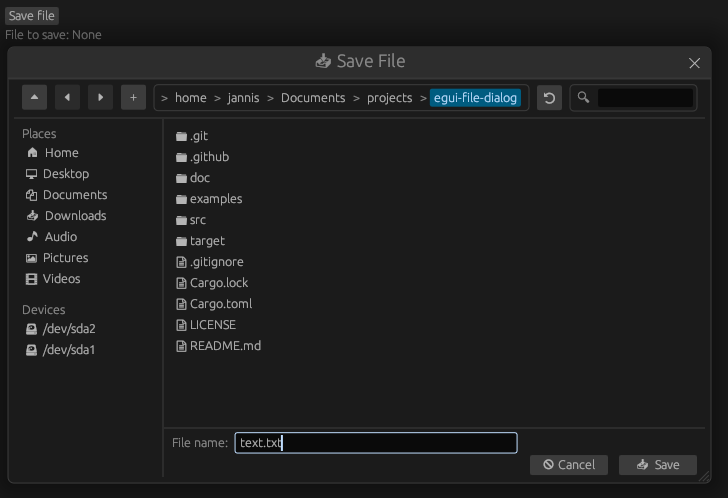 Save file
File to save: None
Save File
> home > jannis > Documents > projects > egui-file-dialog
Places
Home
Desktop
Documents
Downloads
Audio
Pictures
Videos
Devices
/dev/sda2
/dev/sda1
.git
.github
doc
examples
src
target
.gitignore
Cargo.lock
Cargo.toml
LICENSE
README.md
File name: text.txt
Cancel Save